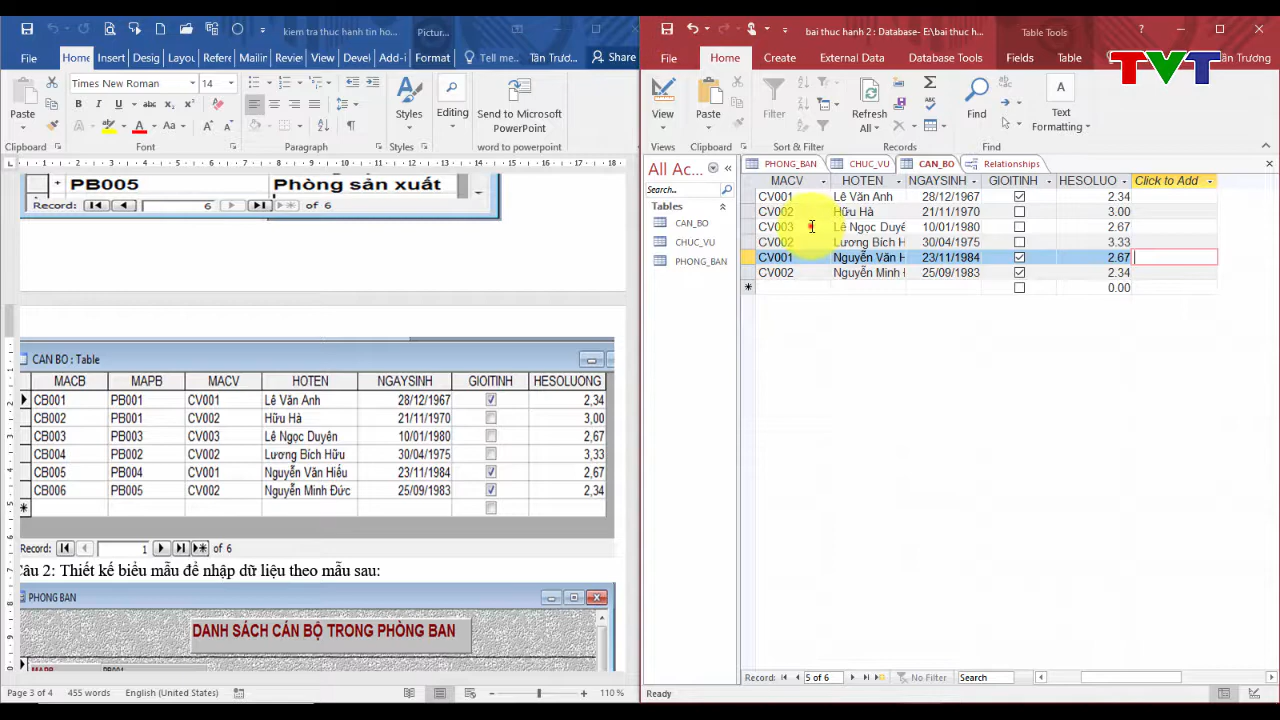 kiem tra thuc hanh tin ho...
Pictur...
File Home Insert Desig Layou Refere Mailin Revie View Devel Add-i Format Tell me... Tân Trươ... Share
Paste
Times New Roman 14
Styles
Editing
Send to Microsoft PowerPoint
Clipboard Font Paragraph Styles
PB005 Phòng sản xuất
Record: 6 of 6
CAN BO : Table
MACB MAPB MACV HOTEN NGAYSINH GIOITINH HESOLUONG
CB001 PB001 CV001 Lê Văn Anh 28/12/1967 2,34
CB002 PB001 CV002 Hữu Hà 21/11/1970 3,00
CB003 PB003 CV003 Lê Ngọc Duyên 10/01/1980 2,67
CB004 PB002 CV002 Lương Bích Hữu 30/04/1975 3,33
CB005 PB004 CV001 Nguyễn Văn Hiếu 23/11/1984 2,67
CB006 PB005 CV002 Nguyễn Minh Đức 25/09/1983 2,34
Record: 1 of 6
Câu 2: Thiết kế biểu mẫu để nhập dữ liệu theo mẫu sau:
PHONG BAN
DANH SÁCH CÁN BỘ TRONG PHÒNG BAN
Page 3 of 4 455 words English (United States) 110 %
bai thuc hanh 2 : Database- E:\bai thuc h...
Table Tools
Tân Trương
File Home Create External Data Database Tools Fields Table
TVT
View
Paste
Filter
Refresh All
Find
Text Formatting
Views Clipboard Sort & Filter Records Find
All Ac...
Search...
Tables
CAN_BO
CHUC_VU
PHONG_BAN
PHONG_BAN CHUC_VU CAN_BO Relationships
MACV HOTEN NGAYSINH GIOITINH HESOLUO Click to Add
CV001 Lê Văn Anh 28/12/1967 2.34
CV002 Hữu Hà 21/11/1970 3.00
CV003 Lê Ngọc Duyê 10/01/1980 2.67
CV002 Lương Bích H 30/04/1975 3.33
CV001 Nguyễn Văn H 23/11/1984 2.67
CV002 Nguyễn Minh Đ 25/09/1983 2.34
0.00
Record: 5 of 6 No Filter Search
Ready